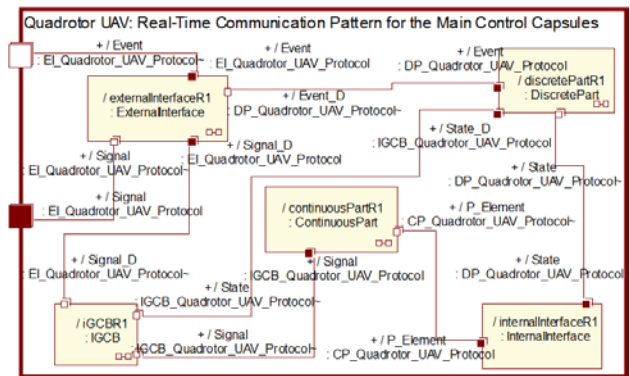 Quadrotor UAV: Real-Time Communication Pattern for the Main Control Capsules
+ / Event
: EI_Quadrotor_UAV_Protocol~
+ / Event
: EI_Quadrotor_UAV_Protocol
+ / Event
: DP_Quadrotor_UAV_Protocol
/ externalInterfaceR1
: ExternalInterface
+ / Event_D
: DP_Quadrotor_UAV_Protocol~
/ discretePartR1
: DiscretePart
+ / Signal
: EI_Quadrotor_UAV_Protocol~
+ / Signal_D
: EI_Quadrotor_UAV_Protocol
+ / State_D
: IGCB_Quadrotor_UAV_Protocol
+ / Signal
: EI_Quadrotor_UAV_Protocol
+ / State
: DP_Quadrotor_UAV_Protocol~
/ continuousPartR1
: ContinuousPart
+ / P_Element
: CP_Quadrotor_UAV_Protocol~
+ / Signal_D
: EI_Quadrotor_UAV_Protocol~
+ / State
: IGCB_Quadrotor_UAV_Protocol~
+ / Signal
: IGCB_Quadrotor_UAV_Protocol
+ / State
: DP_Quadrotor_UAV_Protocol
/ iGCBR1
: IGCB
+ / Signal
: IGCB_Quadrotor_UAV_Protocol~
+ / P_Element
: CP_Quadrotor_UAV_Protocol
/ internalInterfaceR1
: InternalInterface